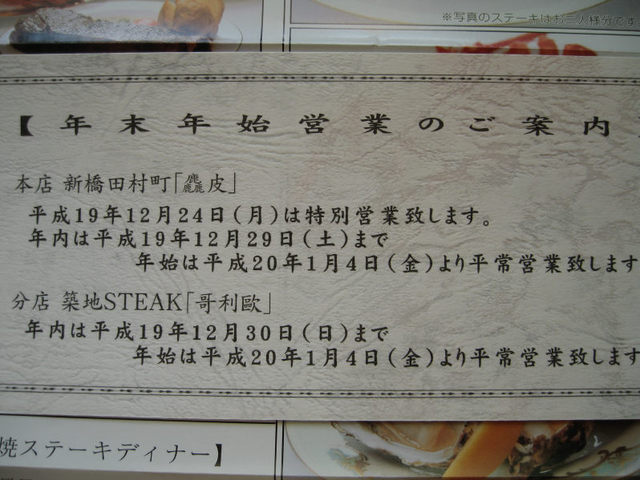 ※写真のステーキはお三人様分です
【年末年始営業のご案内
本店 新橋田村町「麤皮」
平成19年12月24日(月)は特別営業致します。
年内は平成19年12月29日(土)まで
年始は平成20年1月4日(金)より平常営業致します
分店 築地STEAK「哥利歐」
年内は平成19年12月30日(日)まで
年始は平成20年1月4日(金)より平常営業致します
焼ステーキディナー】